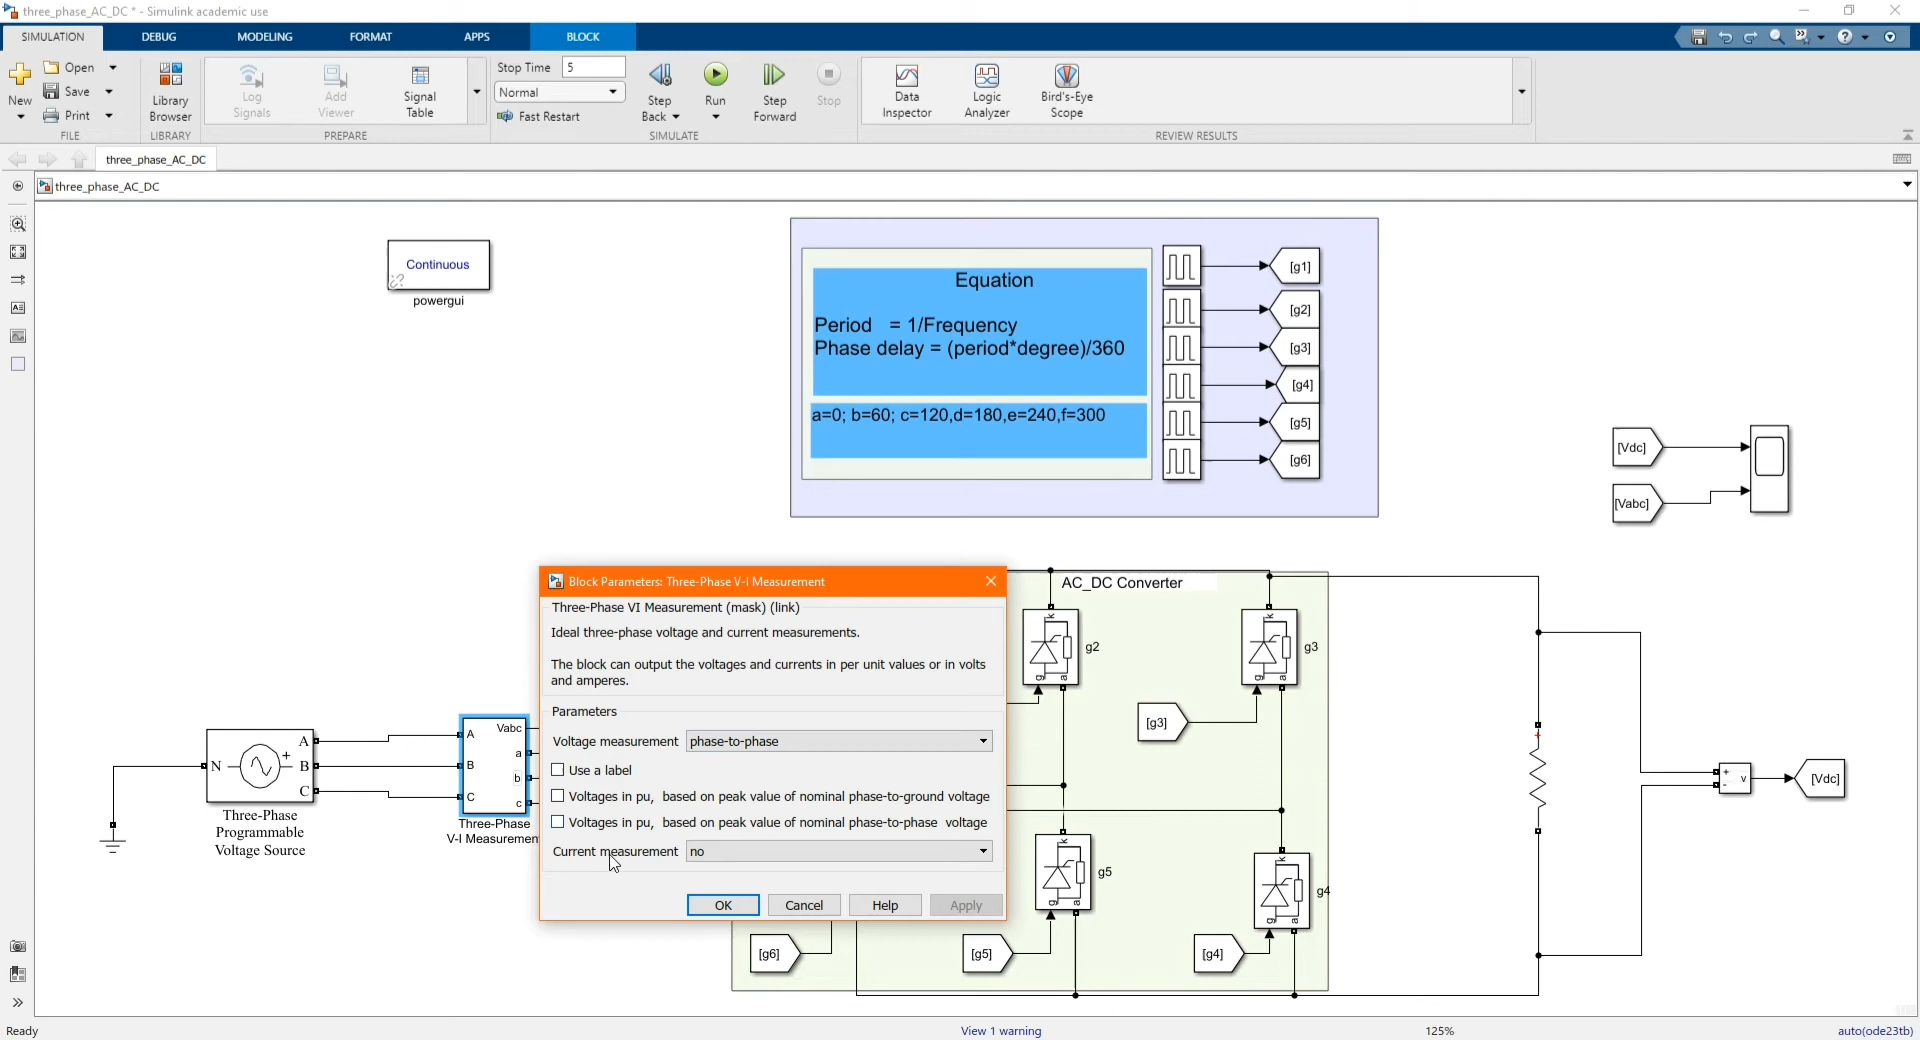 three_phase_AC_DC * - Simulink academic use
SIMULATION
DEBUG
MODELING
FORMAT
APPS
BLOCK
New
Open
Save
Print
FILE
Library
Browser
LIBRARY
Log
Signals
Add
Viewer
Signal
Table
PREPARE
Stop Time 5
Normal
Fast Restart
Step
Back
Run
Step
Forward
Stop
SIMULATE
Data
Inspector
Logic
Analyzer
Bird's-Eye
Scope
REVIEW RESULTS
three_phase_AC_DC
three_phase_AC_DC
Continuous
powergui
Equation
Period = 1/Frequency
Phase delay = (period*degree)/360
a=0; b=60; c=120,d=180,e=240,f=300
[g1]
[g2]
[g3]
[g4]
[g5]
[g6]
[Vdc]
[Vabc]
N
A
B
C
Three-Phase
Programmable
Voltage Source
A
B
C
Vabc
a
b
c
Three-Phase
V-I Measuremen
Block Parameters: Three-Phase V-I Measurement
Three-Phase VI Measurement (mask) (link)
Ideal three-phase voltage and current measurements.
The block can output the voltages and currents in per unit values or in volts
and amperes.
Parameters
Voltage measurement phase-to-phase
Use a label
Voltages in pu, based on peak value of nominal phase-to-ground voltage
Voltages in pu, based on peak value of nominal phase-to-phase voltage
Current measurement no
OK
Cancel
Help
Apply
AC_DC Converter
k
g a
g2
k
g a
g3
[g3]
k
g a
g5
k
g a
g4
[g6]
[g5]
[g4]
+
v
-
[Vdc]
Ready
View 1 warning
125%
auto(ode23tb)